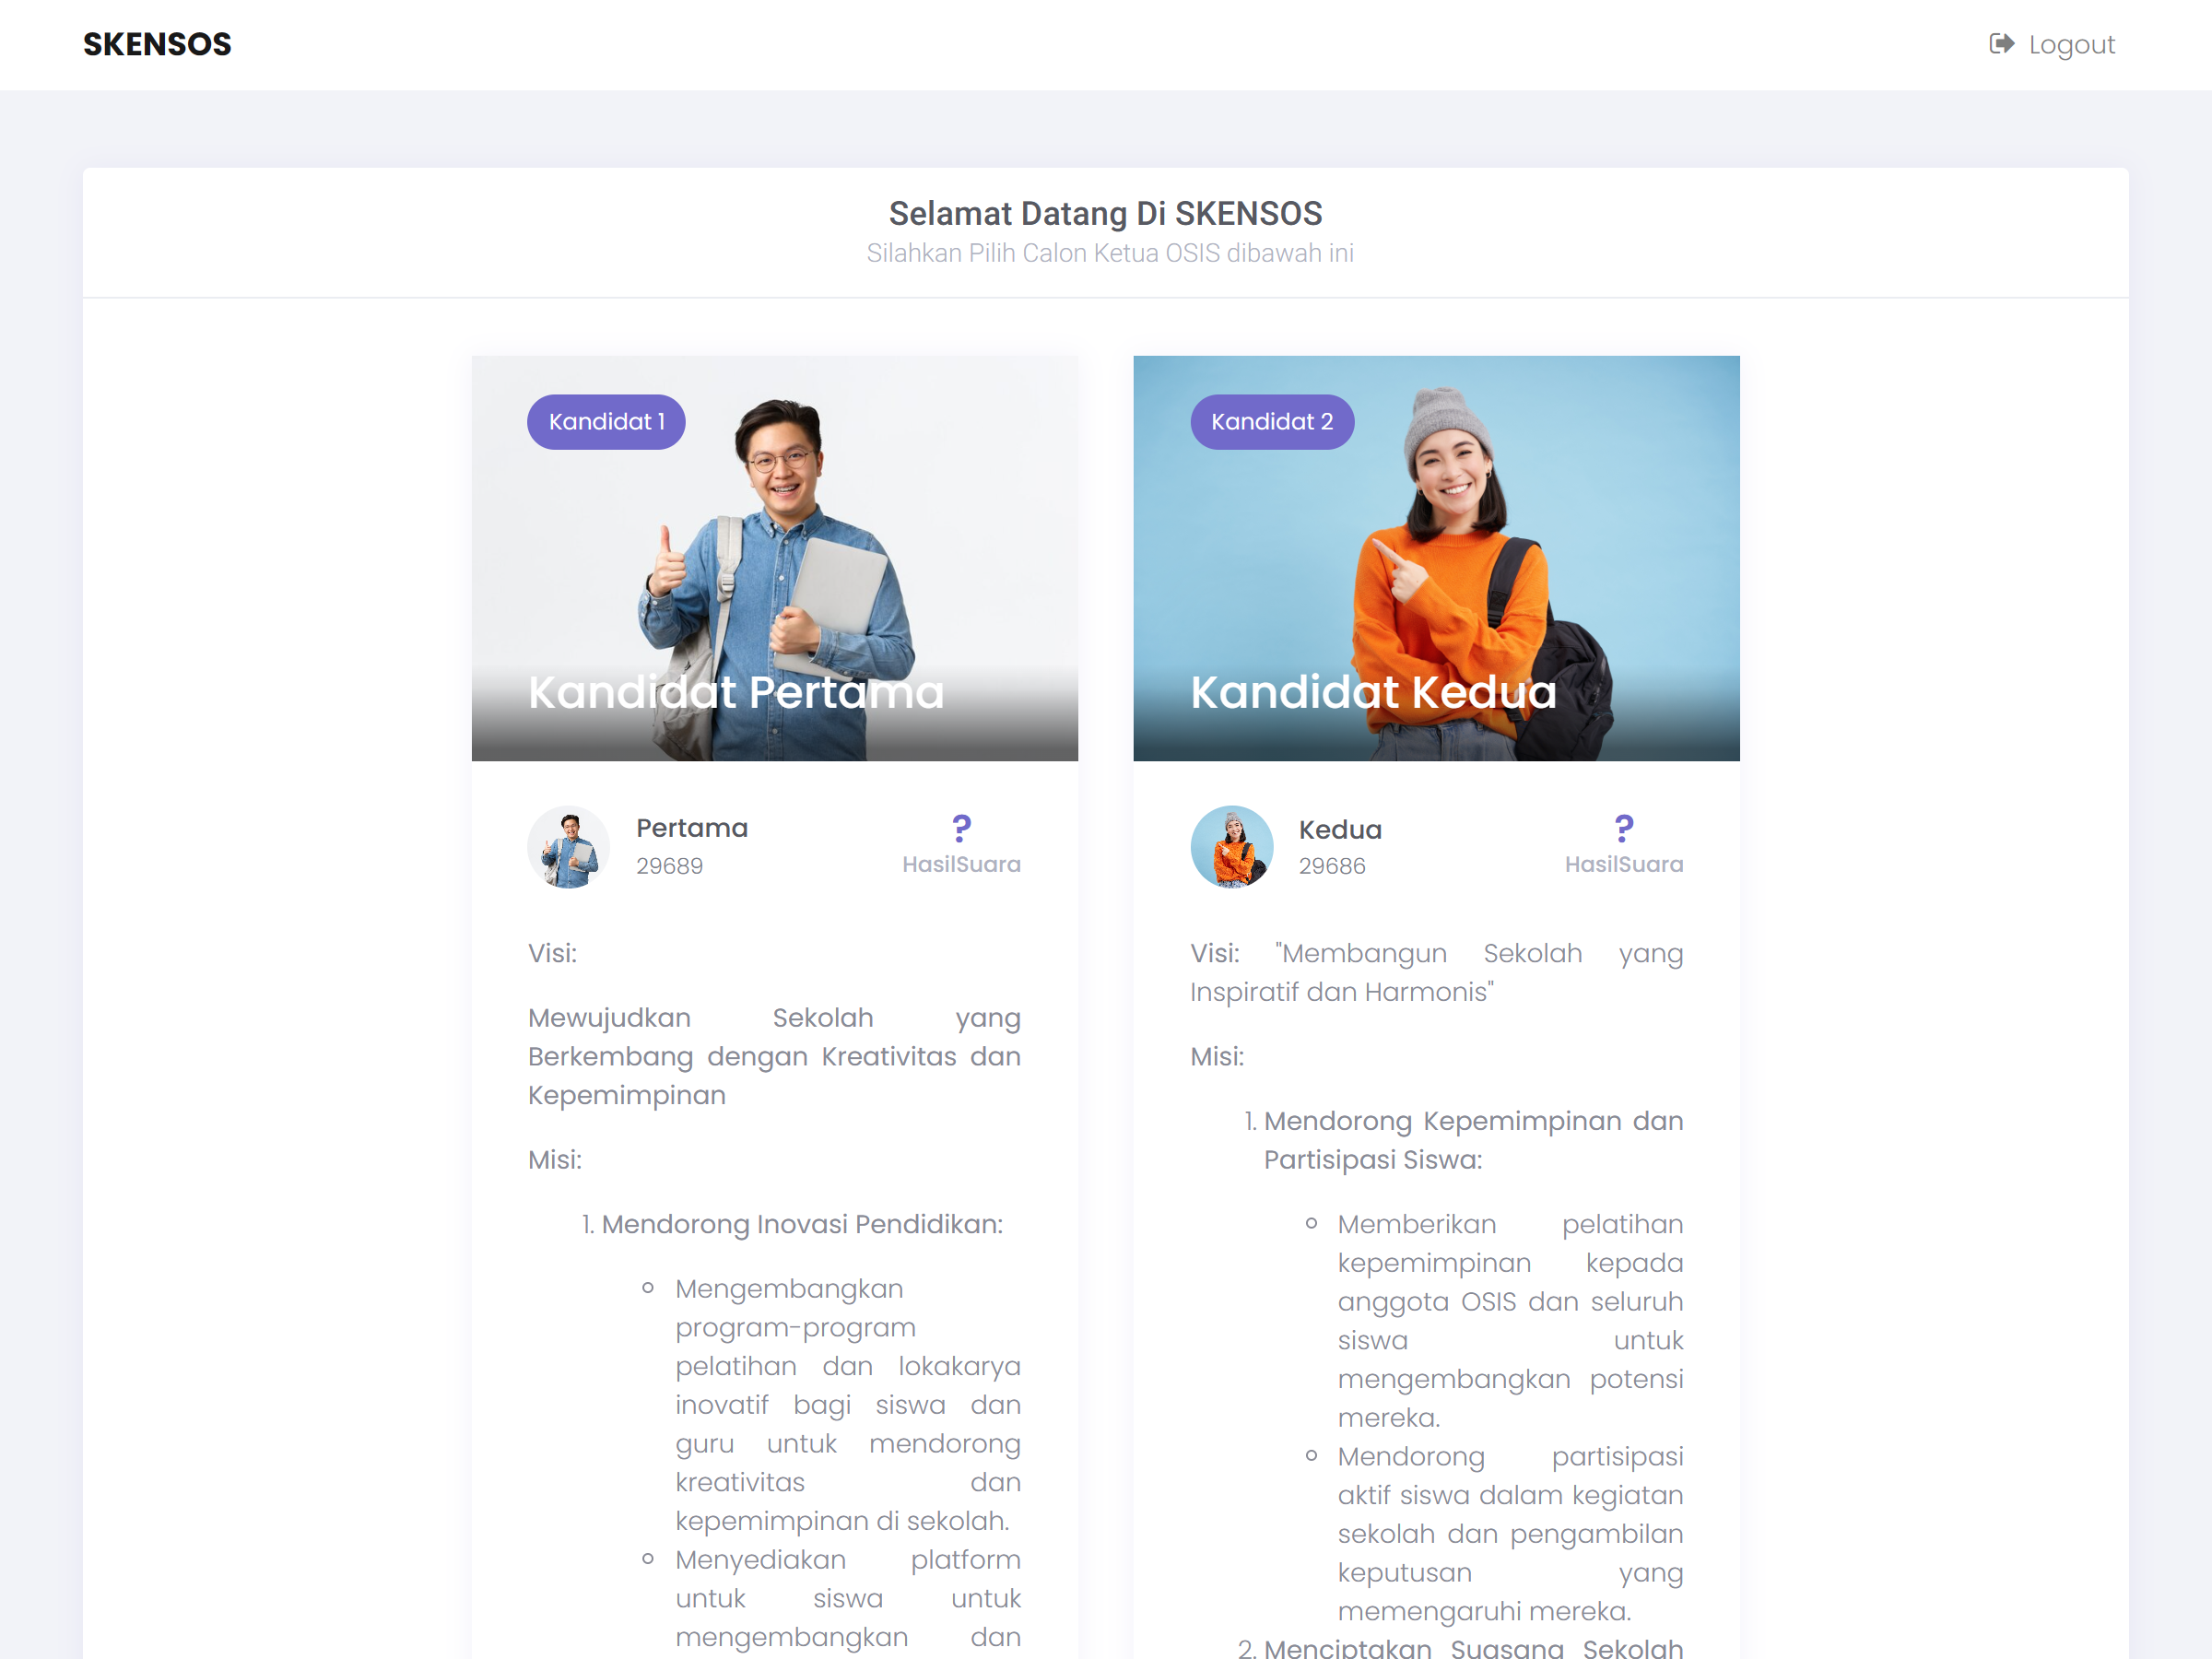 SKENSOS
Logout
Selamat Datang Di SKENSOS
Silahkan Pilih Calon Ketua OSIS dibawah ini
Kandidat 1
Kandidat Pertama
Pertama
29689
?
HasilSuara
Visi:
Mewujudkan Sekolah yang
Berkembang dengan Kreativitas dan
Kepemimpinan
Misi:
1. Mendorong Inovasi Pendidikan:
Mengembangkan
program-program
pelatihan dan lokakarya
inovatif bagi siswa dan
guru untuk mendorong
kreativitas dan
kepemimpinan di sekolah.
Menyediakan platform
untuk siswa untuk
mengembangkan dan
Kandidat 2
Kandidat Kedua
Kedua
29686
?
HasilSuara
Visi: "Membangun Sekolah yang
Inspiratif dan Harmonis"
Misi:
1. Mendorong Kepemimpinan dan
Partisipasi Siswa:
Memberikan pelatihan
kepemimpinan kepada
anggota OSIS dan seluruh
siswa untuk
mengembangkan potensi
mereka.
Mendorong partisipasi
aktif siswa dalam kegiatan
sekolah dan pengambilan
keputusan yang
memengaruhi mereka.
2. Menciptakan Suasana Sekolah